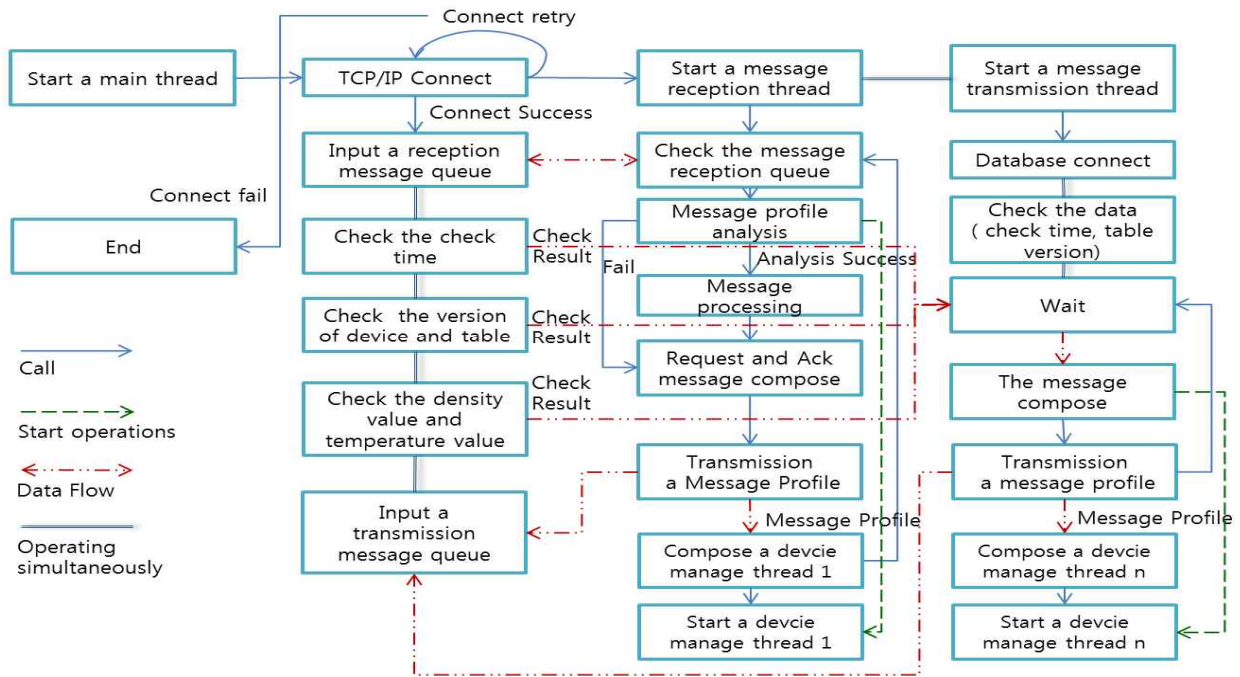 Connect retry
Start a main thread
TCP/IP Connect
Start a message
reception thread
Start a message
transmission thread
Connect Success
Input a reception
message queue
Check the message
reception queue
Database connect
Connect fail
End
Check the check
time
Check
Result
Message profile
analysis
Check the data
( check time, table
version)
Fail
Analysis Success
Message
processing
Wait
Check the version
of device and table
Check
Result
Request and Ack
message compose
Call
Check the density
value and
temperature value
Check
Result
The message
compose
Start operations
Transmission
a Message Profile
Transmission
a message profile
Data Flow
Input a
transmission
message queue
Message Profile
Message Profile
Operating
simultaneously
Compose a devcie
manage thread 1
Compose a devcie
manage thread n
Start a devcie
manage thread 1
Start a devcie
manage thread n